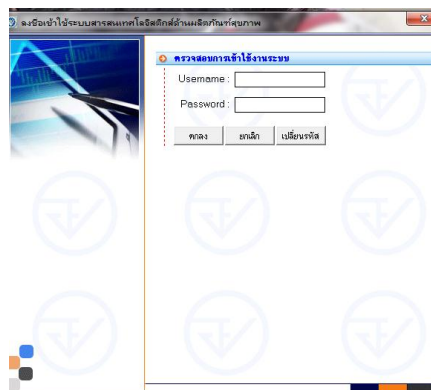 ลงชื่อเข้าใช้ระบบสารสนเทศโลจิสติกส์ด้านผลิตภัณฑ์สุขภาพ
ตรวจสอบการเข้าใช้งานระบบ
Username :
Password :
ตกลง ยกเลิก เปลี่ยนรหัส